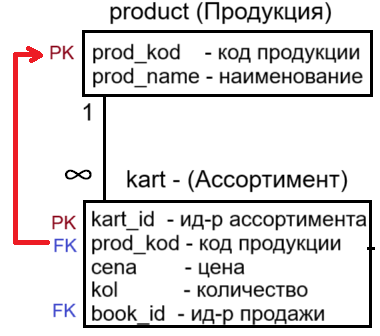 product (Продукция)
PK prod_kod - код продукции
prod_name - наименование
1
∞ kart - (Ассортимент)
PK kart_id - ид-р ассортимента
FK prod_kod - код продукции
cena - цена
kol - количество
FK book_id - ид-р продажи